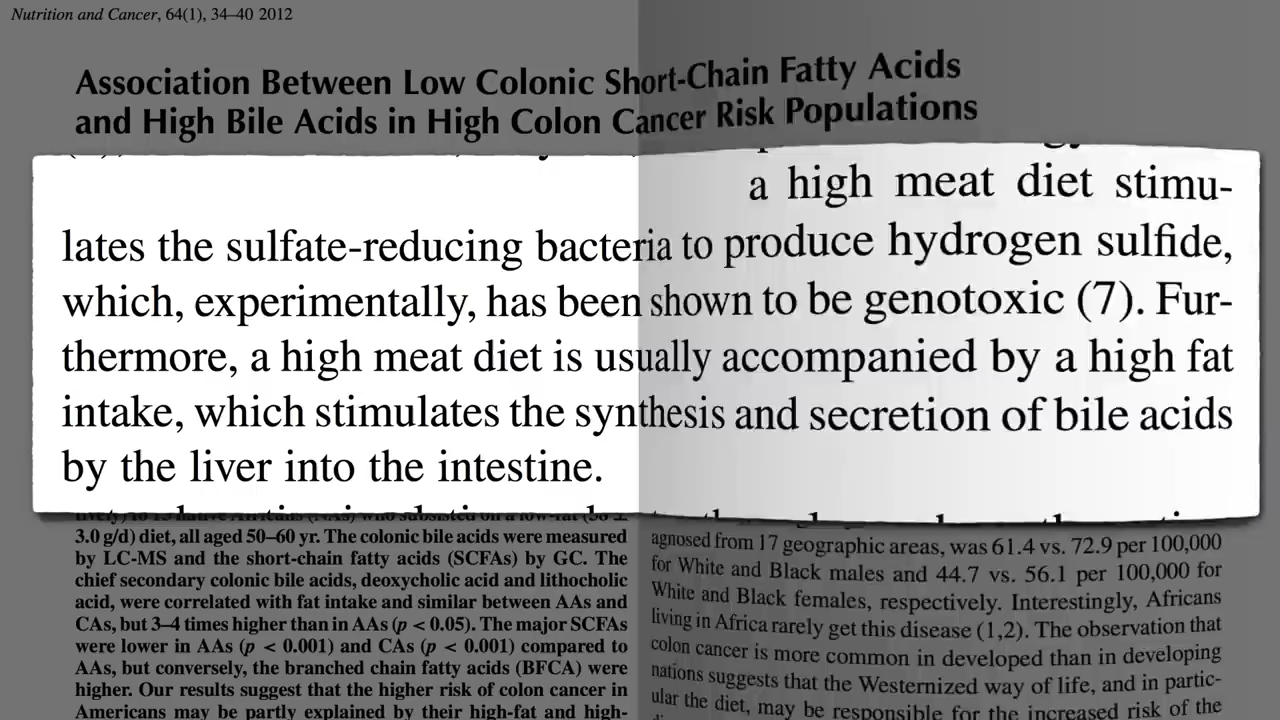 Nutrition and Cancer, 64(1), 34–40 2012
Association Between Low Colonic Short-Chain Fatty Acids
and High Bile Acids in High Colon Cancer Risk Populations
a high meat diet stimu-
lates the sulfate-reducing bacteria to produce hydrogen sulfide,
which, experimentally, has been shown to be genotoxic (7). Fur-
thermore, a high meat diet is usually accompanied by a high fat
intake, which stimulates the synthesis and secretion of bile acids
by the liver into the intestine.
3.0 g/d) diet, all aged 50–60 yr. The colonic bile acids were measured
by LC-MS and the short-chain fatty acids (SCFAs) by GC. The
chief secondary colonic bile acids, deoxycholic acid and lithocholic
acid, were correlated with fat intake and similar between AAs and
CAs, but 3–4 times higher than in AAs (p < 0.05). The major SCFAs
were lower in AAs (p < 0.001) and CAs (p < 0.001) compared to
AAs, but conversely, the branched chain fatty acids (BFCA) were
higher. Our results suggest that the higher risk of colon cancer in
Americans may be partly explained by their high-fat and high-
agnosed from 17 geographic areas, was 61.4 vs. 72.9 per 100,000
for White and Black males and 44.7 vs. 56.1 per 100,000 for
White and Black females, respectively. Interestingly, Africans
living in Africa rarely get this disease (1,2). The observation that
colon cancer is more common in developed than in developing
nations suggests that the Westernized way of life, and in partic-
ular the diet, may be responsible for the increased risk of the